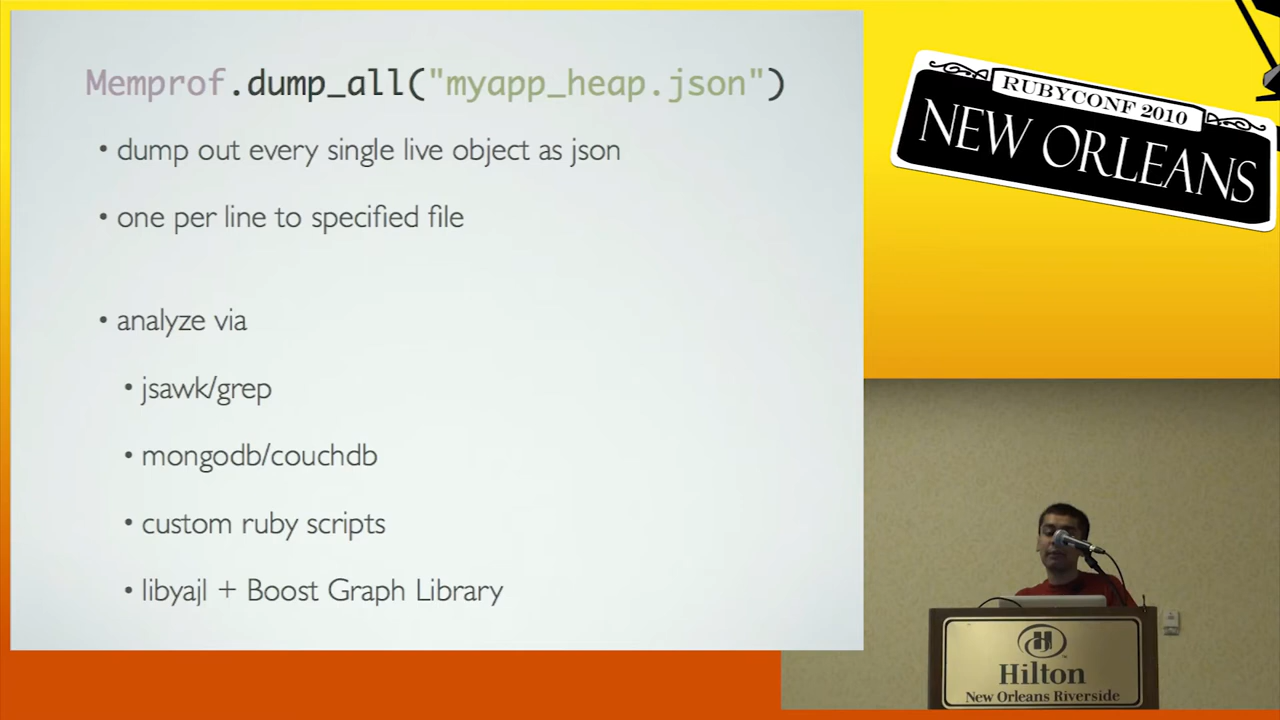 Memprof.dump_all("myapp_heap.json")
• dump out every single live object as json
• one per line to specified file
• analyze via
• jsawk/grep
• mongodb/couchdb
• custom ruby scripts
• libyajl + Boost Graph Library
RUBYCONF 2010
NEW ORLEANS
H
Hilton
New Orleans Riverside